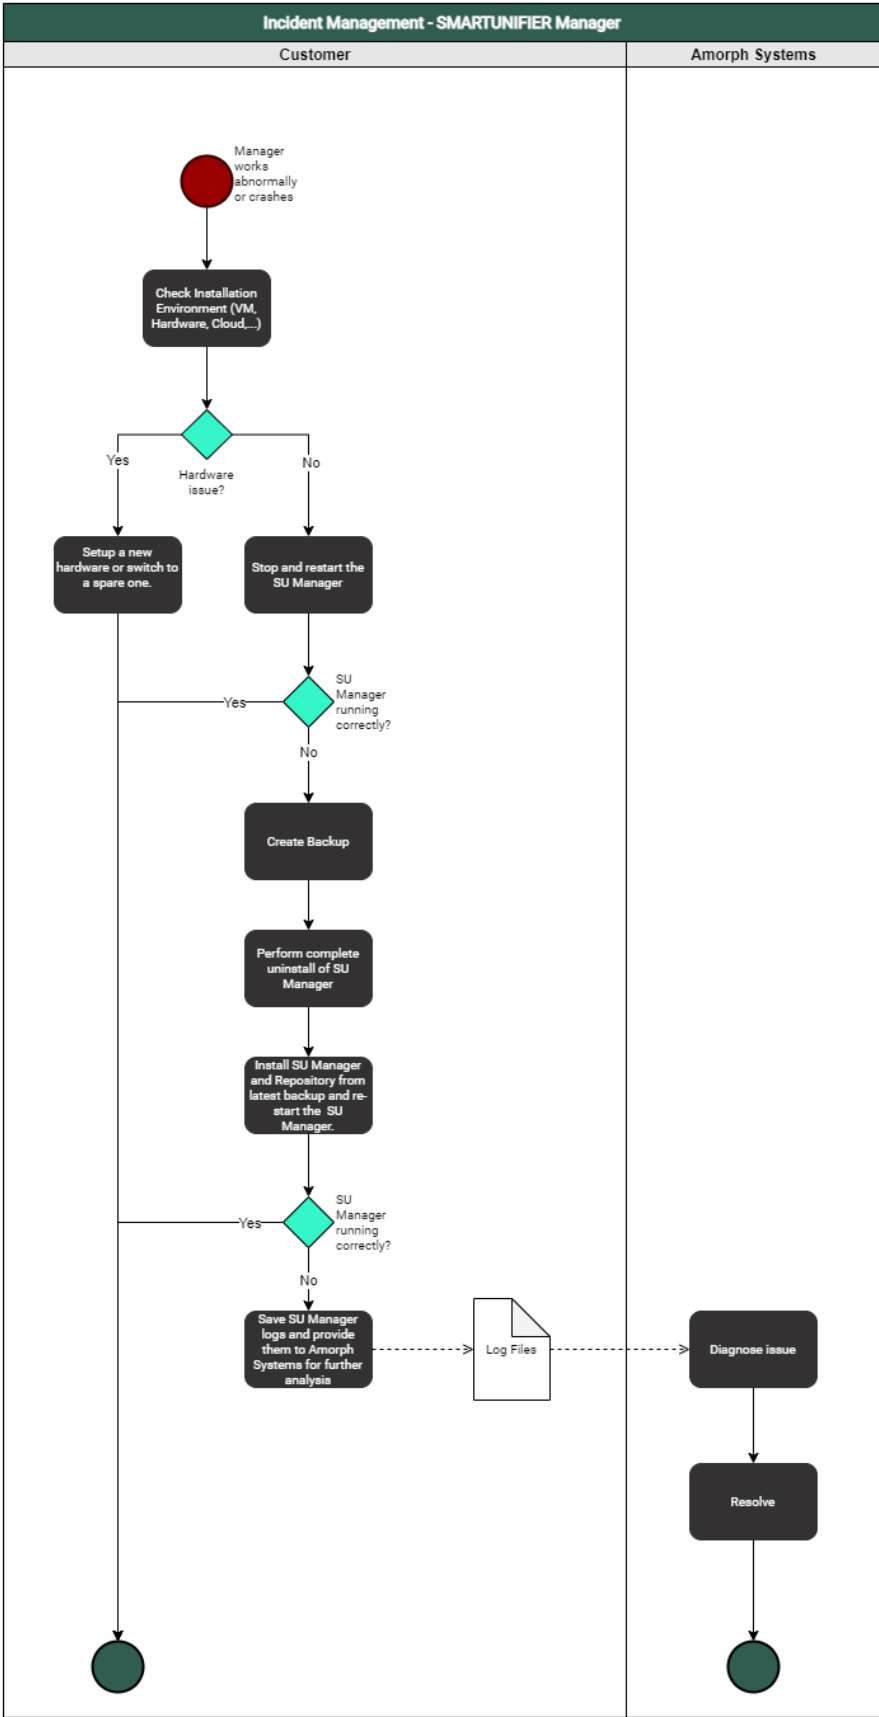 Incident Management - SMARTUNIFIER Manager
Customer
Amorph Systems
Manager
works
abnormally
or crashes
Check Installation
Environment (VM,
Hardware, Cloud,...)
Yes
No
Hardware
issue?
Setup a new
hardware or switch to
a spare one.
Stop and restart the
SU Manager
SU
Manager
running
correctly?
Yes
No
Create Backup
Perform complete
uninstall of SU
Manager
Install SU Manager
and Repository from
latest backup and re-
start the SU
Manager.
SU
Manager
running
correctly?
Yes
No
Save SU Manager
logs and provide
them to Amorph
Systems for further
analysis
Log Files
Diagnose issue
Resolve